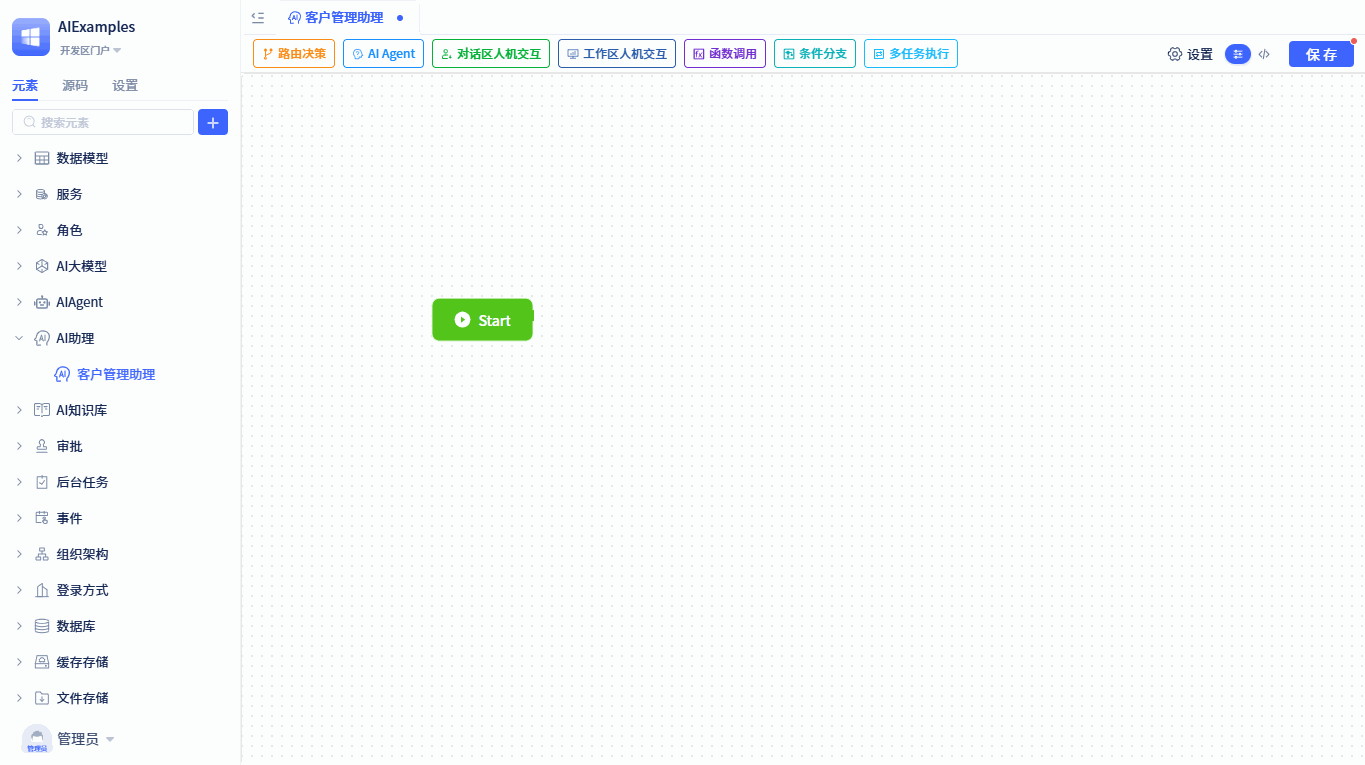 AIExamples
开发区门户
元素 源码 设置
搜索元素
数据模型
服务
角色
AI大模型
AIAgent
AI助理
客户管理助理
AI知识库
审批
后台任务
事件
组织架构
登录方式
数据库
缓存存储
文件存储
管理员
管理员
客户管理助理
路由决策 AI Agent 对话区人机交互 工作区人机交互 函数调用 条件分支 多任务执行 设置 保存
Start